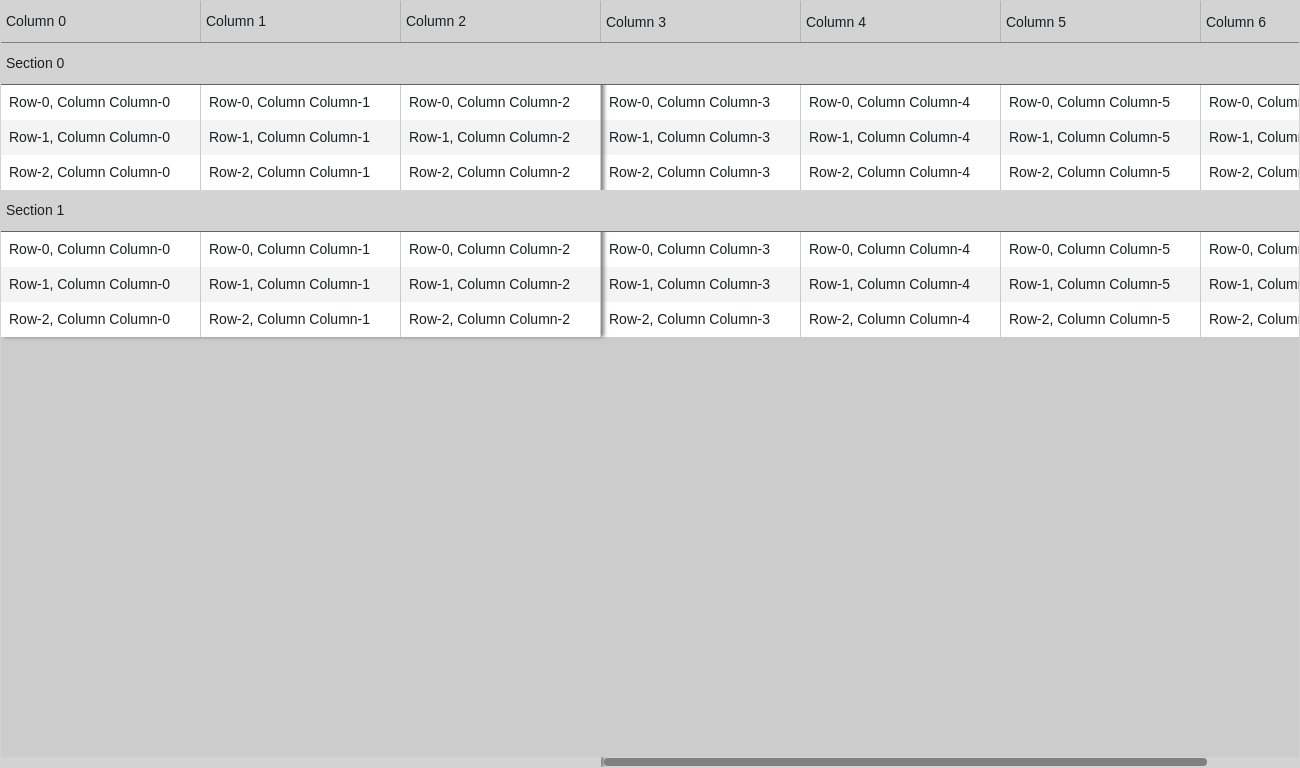 Column 0 Column 1 Column 2 Column 3 Column 4 Column 5 Column 6
Section 0
Row-0, Column Column-0 Row-0, Column Column-1 Row-0, Column Column-2 Row-0, Column Column-3 Row-0, Column Column-4 Row-0, Column Column-5 Row-0,
Row-1, Column Column-0 Row-1, Column Column-1 Row-1, Column Column-2 Row-1, Column Column-3 Row-1, Column Column-4 Row-1, Column Column-5 Row-1,
Row-2, Column Column-0 Row-2, Column Column-1 Row-2, Column Column-2 Row-2, Column Column-3 Row-2, Column Column-4 Row-2, Column Column-5 Row-2,
Section 1
Row-0, Column Column-0 Row-0, Column Column-1 Row-0, Column Column-2 Row-0, Column Column-3 Row-0, Column Column-4 Row-0, Column Column-5 Row-0,
Row-1, Column Column-0 Row-1, Column Column-1 Row-1, Column Column-2 Row-1, Column Column-3 Row-1, Column Column-4 Row-1, Column Column-5 Row-1,
Row-2, Column Column-0 Row-2, Column Column-1 Row-2, Column Column-2 Row-2, Column Column-3 Row-2, Column Column-4 Row-2, Column Column-5 Row-2,